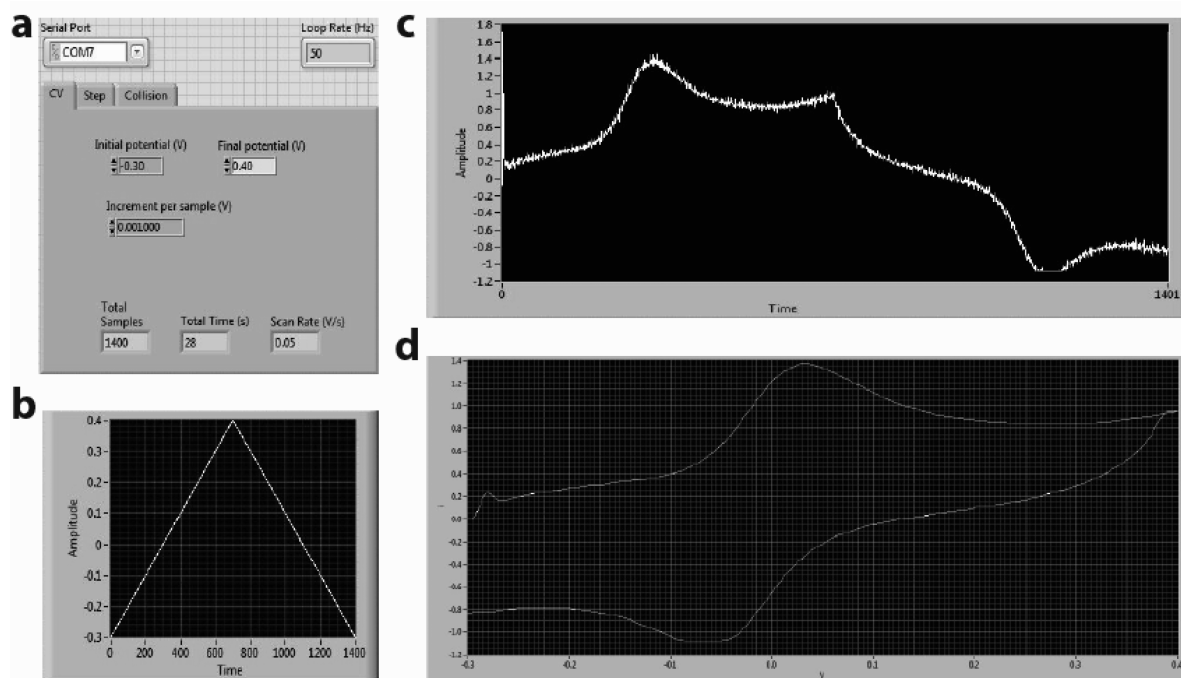 a
Serial Port
Loop Rate (Hz)
COM7
50
CV Step Collision
Initial potential (V) Final potential (V)
-0.30 0.40
Increment per sample (V)
0.001000
Total Samples
Total Time (s)
Scan Rate (V/s)
1400 28 0.05
b
Amplitude
0.4
0.3
0.2
0.1
0
-0.1
-0.2
-0.3
0 200 400 600 800 1000 1200 1400
Time
c
Amplitude
1.8
1.6
1.4
1.2
1
0.8
0.6
0.4
0.2
0
-0.2
-0.4
-0.6
-0.8
-1
-1.2
0 1401
Time
d
1.4
1.2
1.0
0.8
0.6
0.4
0.2
0.0
-0.2
-0.4
-0.6
-0.8
-1.0
-1.2
-0.3 -0.2 -0.1 0.0 0.1 0.2 0.3 0.4